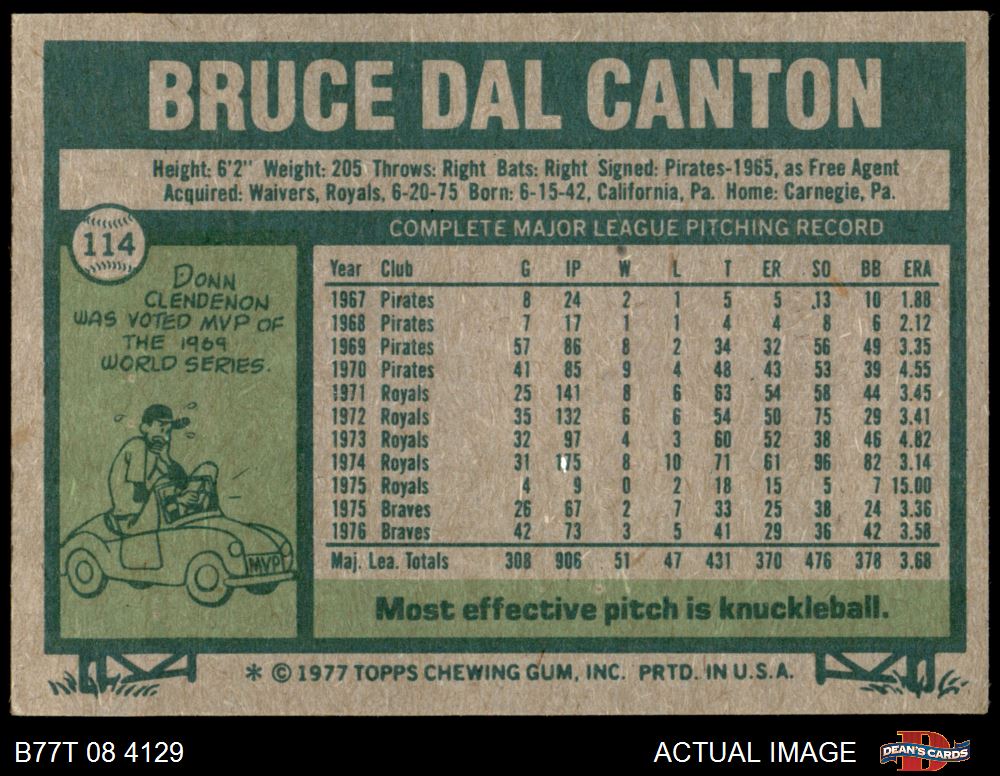 BRUCE DAL CANTON
Height: 6'2" Weight: 205 Throws: Right Bats: Right Signed: Pirates-1965, as Free Agent
Acquired: Waivers, Royals, 6-20-75 Born: 6-15-42, California, Pa. Home: Carnegie, Pa.
114
DONN
CLENDENON
WAS VOTED MVP OF
THE 1969
WORLD SERIES.
MVP
COMPLETE MAJOR LEAGUE PITCHING RECORD
Year Club G IP W L T ER SO BB ERA
1967 Pirates 8 24 2 1 5 5 13 10 1.88
1968 Pirates 7 17 1 1 4 4 8 6 2.12
1969 Pirates 57 86 8 2 34 32 56 49 3.35
1970 Pirates 41 85 9 4 48 43 53 39 4.55
1971 Royals 25 141 8 6 63 54 58 44 3.45
1972 Royals 35 132 6 6 54 50 75 29 3.41
1973 Royals 32 97 4 3 60 52 38 46 4.82
1974 Royals 31 175 8 10 71 61 96 82 3.14
1975 Royals 4 9 0 2 18 15 5 7 15.00
1975 Braves 26 67 2 7 33 25 38 24 3.36
1976 Braves 42 73 3 5 41 29 36 42 3.58
Maj. Lea. Totals 308 906 51 47 431 370 476 378 3.68
Most effective pitch is knuckleball.
* © 1977 TOPPS CHEWING GUM, INC. PRTD. IN U.S.A.
B77T 08 4129
ACTUAL IMAGE
DEAN'S CARDS